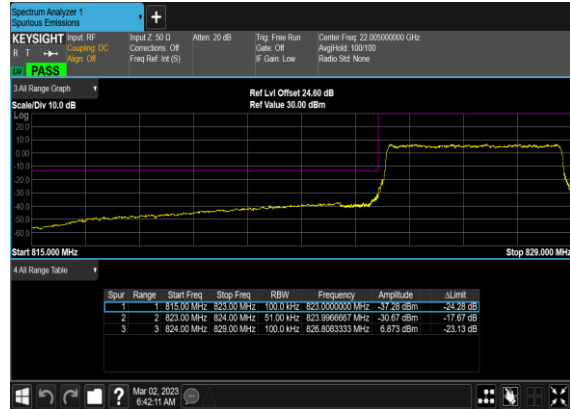 Spectrum Analyzer 1
Spurious Emissions
KEYSIGHT Input: RF Input Z: 50 Ω Atten: 20 dB Trig: Free Run Center Freq: 22.005000000 GHz
R T Coupling: DC Corrections: Off Gate: Off Avg|Hold: 100/100
Align: Off Freq Ref: Int (S) IF Gain: Low Radio Std: None
PASS
3 All Range Graph
Ref Lvl Offset 24.60 dB
Scale/Div 10.0 dB Ref Value 30.00 dBm
Log
20.0
10.0
0.00
-10.0
-20.0
-30.0
-40.0
-50.0
-60.0
Start 815.000 MHz Stop 829.000 MHz
4 All Range Table
Spur Range Start Freq Stop Freq RBW Frequency Amplitude ΔLimit
1 1 815.00 MHz 823.00 MHz 100.0 kHz 823.0000000 MHz -37.28 dBm -24.28 dB
2 2 823.00 MHz 824.00 MHz 51.00 kHz 823.9966667 MHz -30.67 dBm -17.67 dB
3 3 824.00 MHz 829.00 MHz 100.0 kHz 826.8083333 MHz 6.873 dBm -23.13 dB
? Mar 02, 2023
6:42:11 AM